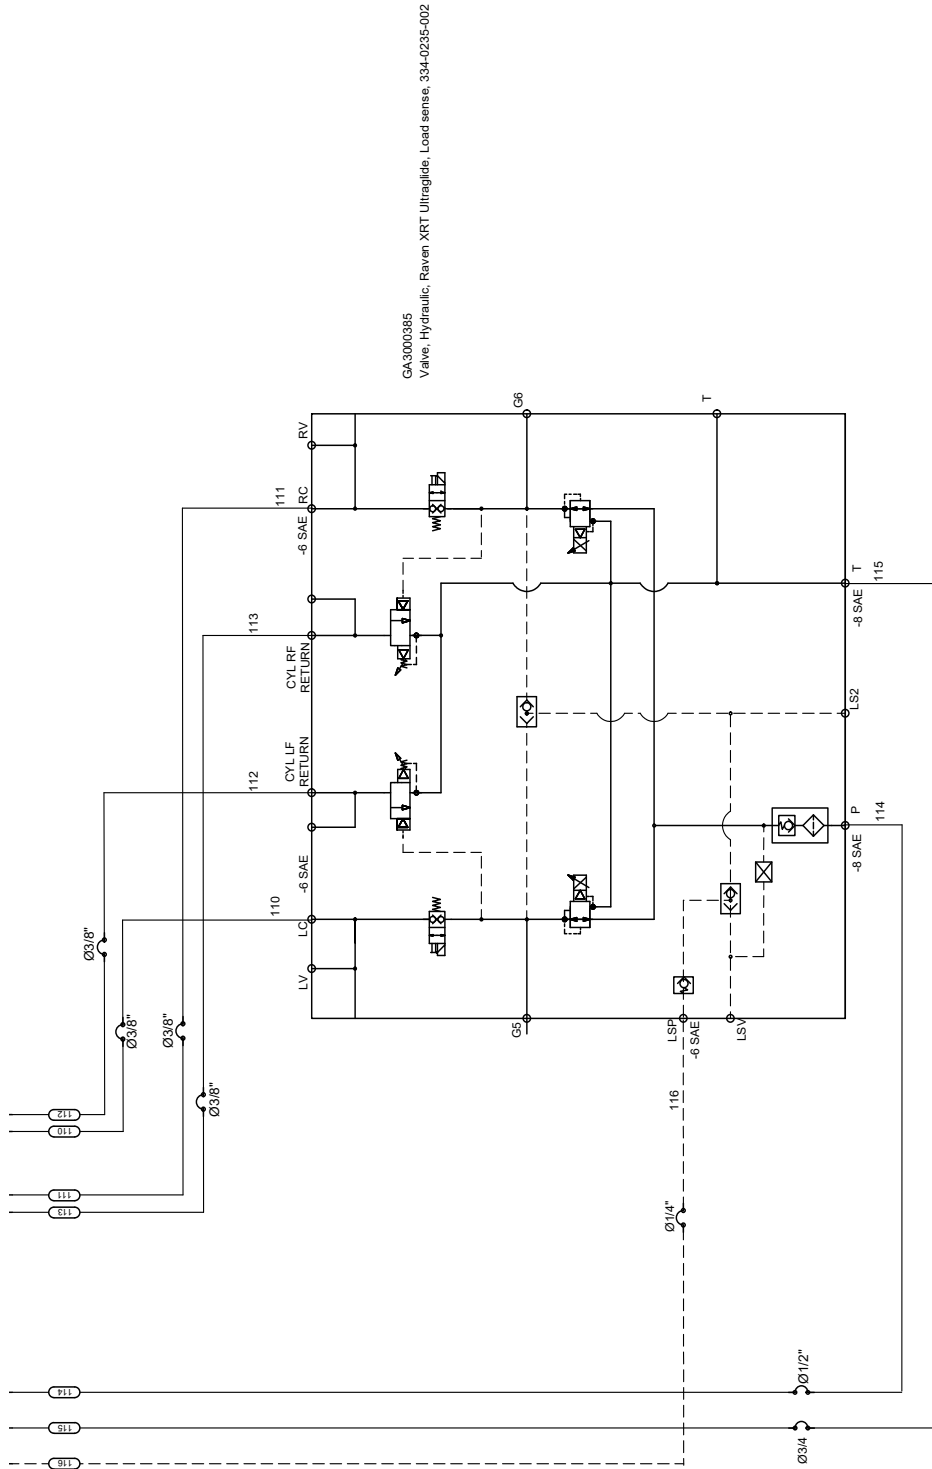 GA3000385
Valve, Hydraulic, Raven XRT Ultraglide, Load sense, 334-0235-002
RV
G6
T
111
RC
-6 SAE
113
CYL RF
RETURN
T
115
-8 SAE
LS2
CYL LF
RETURN
112
P
114
-8 SAE
-6 SAE
110
LC
LV
Ø3/8"
Ø3/8"
Ø3/8"
Ø3/8"
G5
LSP
-6 SAE
LSV
116
112
110
111
113
Ø1/4"
114
Ø1/2"
115
Ø3/4
116